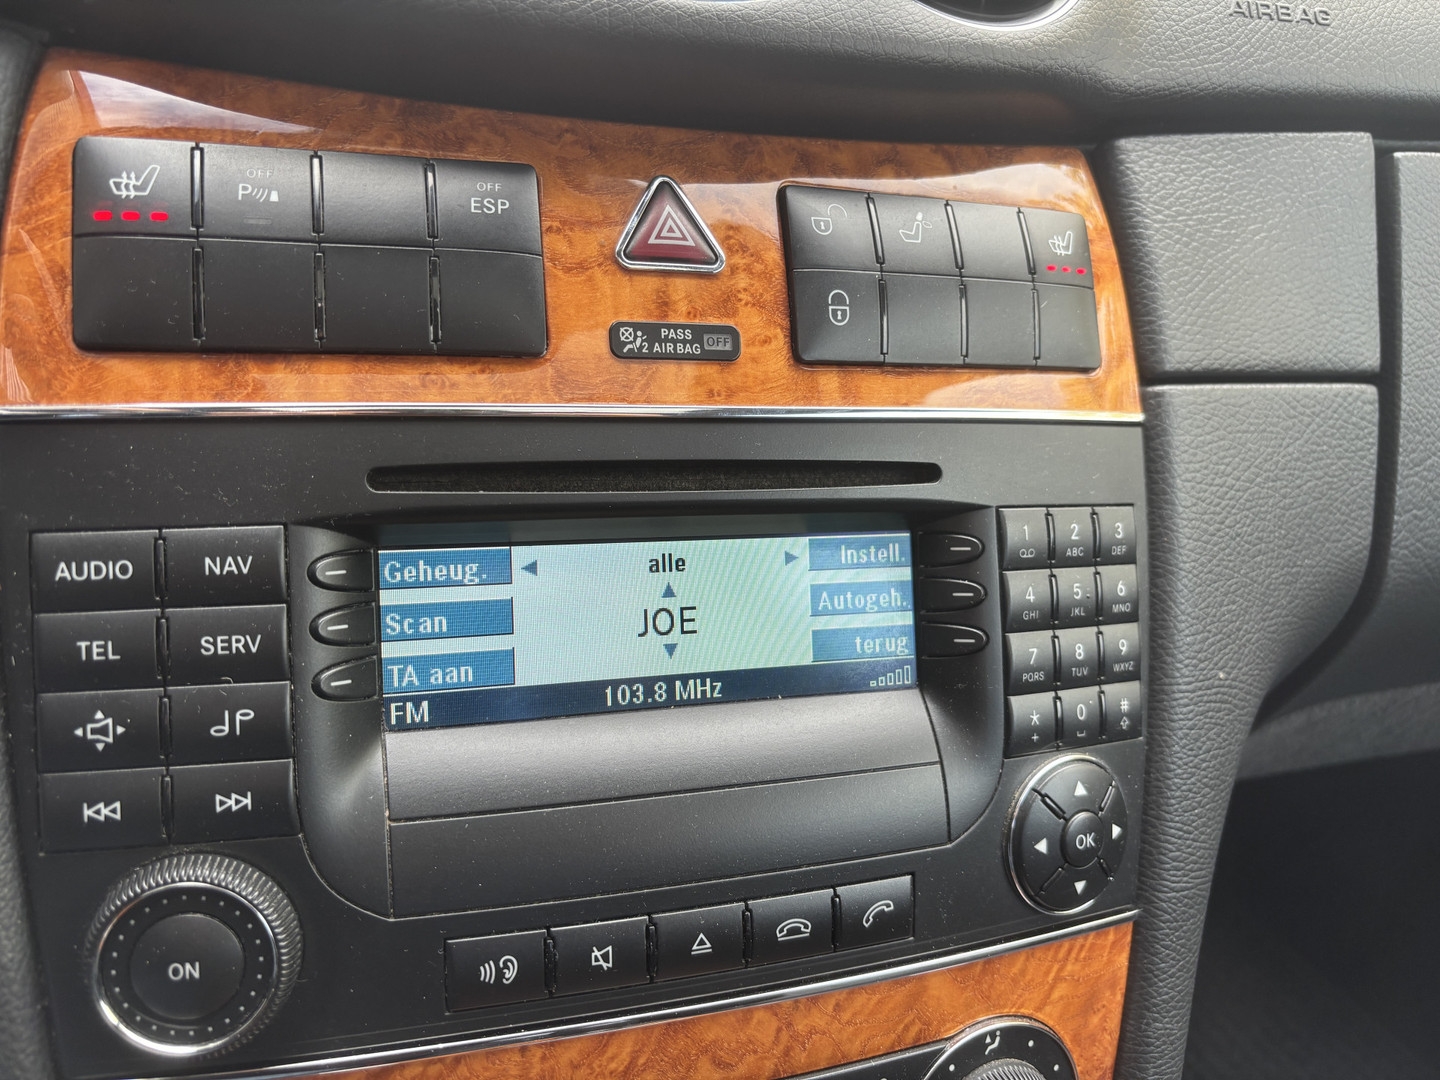 AIRBAG
OFF
P
OFF
ESP
PASS
2 AIRBAG OFF
AUDIO NAV
TEL SERV
ON
Geheug.
Scan
TA aan
FM
alle
JOE
103.8 MHz
Instell.
Autogeh.
terug
1
2 ABC
3 DEF
4 GHI
5 JKL
6 MNO
7 PQRS
8 TUV
9 WXYZ
*
+
0
#
OK